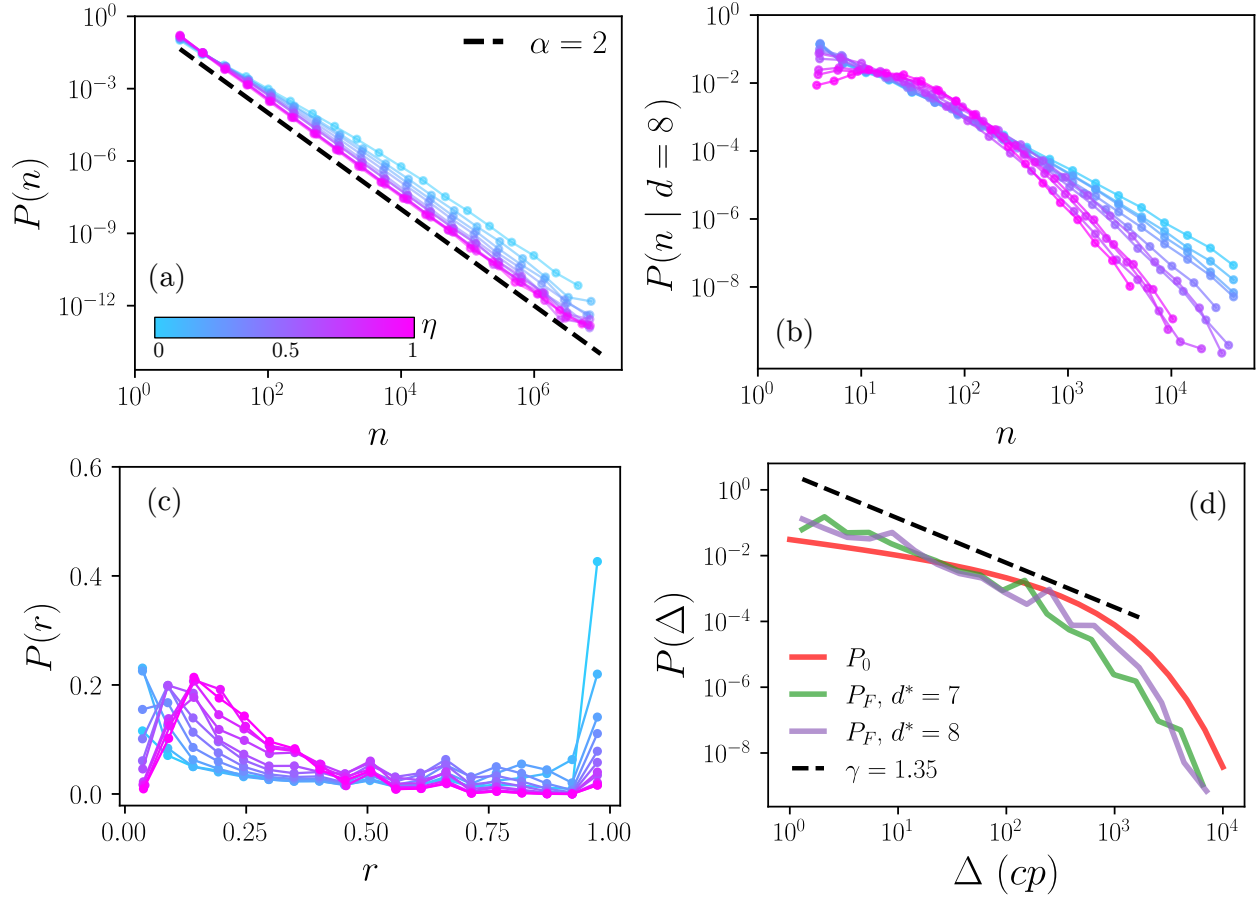 10^0
10^{-3}
10^{-6}
10^{-9}
10^{-12}
P(n)
α = 2
(a)
η
0 0.5 1
10^0 10^2 10^4 10^6
n
10^0
10^{-2}
10^{-4}
10^{-6}
10^{-8}
P(n | d = 8)
(b)
10^0 10^1 10^2 10^3 10^4
n
0.6
0.4
0.2
0.0
P(r)
(c)
0.00 0.25 0.50 0.75 1.00
r
10^0
10^{-2}
10^{-4}
10^{-6}
10^{-8}
P(Δ)
(d)
P_0
P_F, d* = 7
P_F, d* = 8
γ = 1.35
10^0 10^1 10^2 10^3 10^4
Δ (cp)